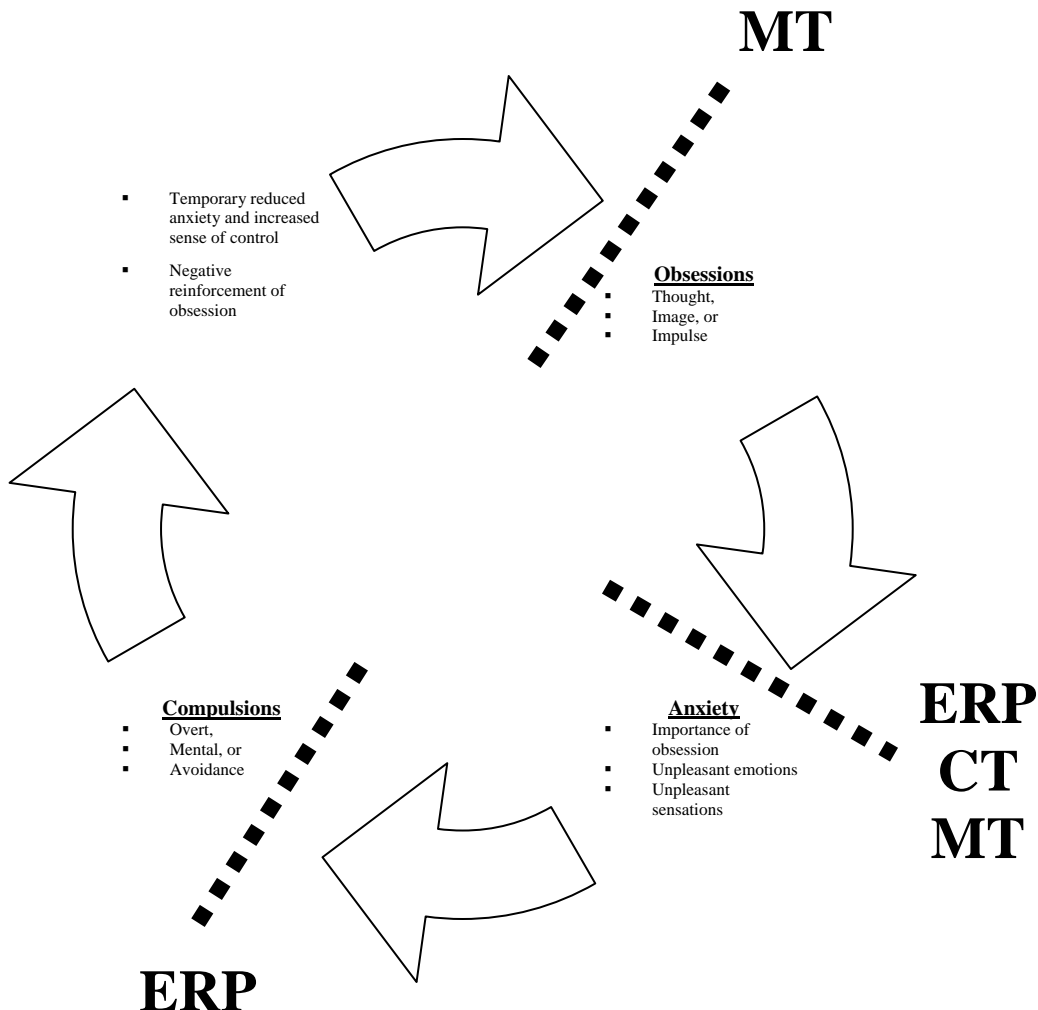 MT
▪ Temporary reduced
anxiety and increased
sense of control
▪ Negative
reinforcement of
obsession
Obsessions
▪ Thought,
▪ Image, or
▪ Impulse
ERP
CT
MT
Anxiety
▪ Importance of
obsession
▪ Unpleasant emotions
▪ Unpleasant
sensations
Compulsions
▪ Overt,
▪ Mental, or
▪ Avoidance
ERP